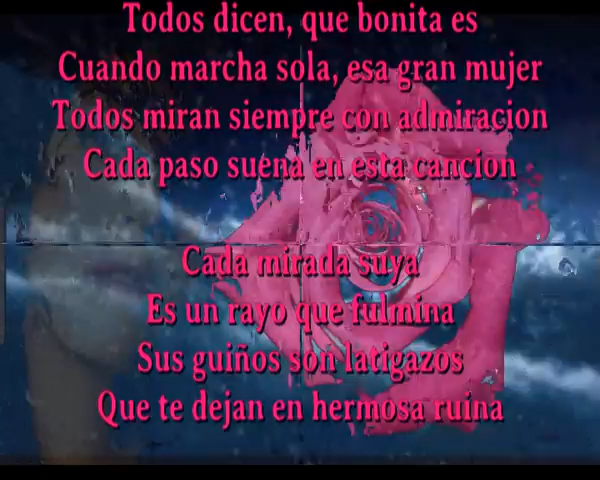 Todos dicen, que bonita es
Cuando marcha sola, esa gran mujer
Todos miran siempre con admiracion
Cada paso suena en esta cancion
Cada mirada suya
Es un rayo que fulmina
Sus guiños son latigazos
Que te dejan en hermosa ruina